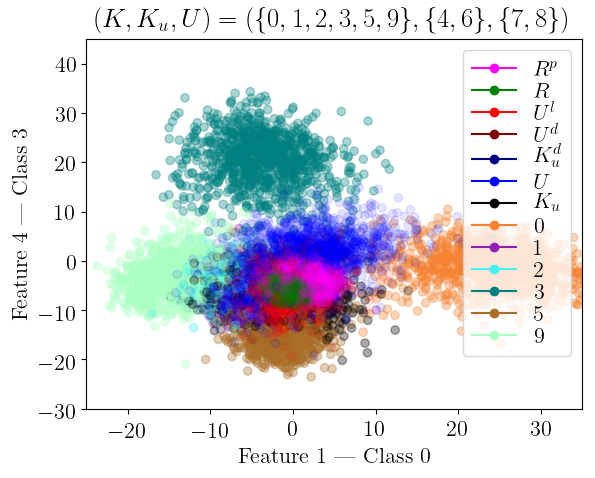 (K, K_u, U) = ({0, 1, 2, 3, 5, 9}, {4, 6}, {7, 8})
Feature 4 — Class 3
40
30
20
10
0
−10
−20
−30
R^p
R
U^l
U^d
K_u^d
U
K_u
0
1
2
3
5
9
−20 −10 0 10 20 30
Feature 1 — Class 0